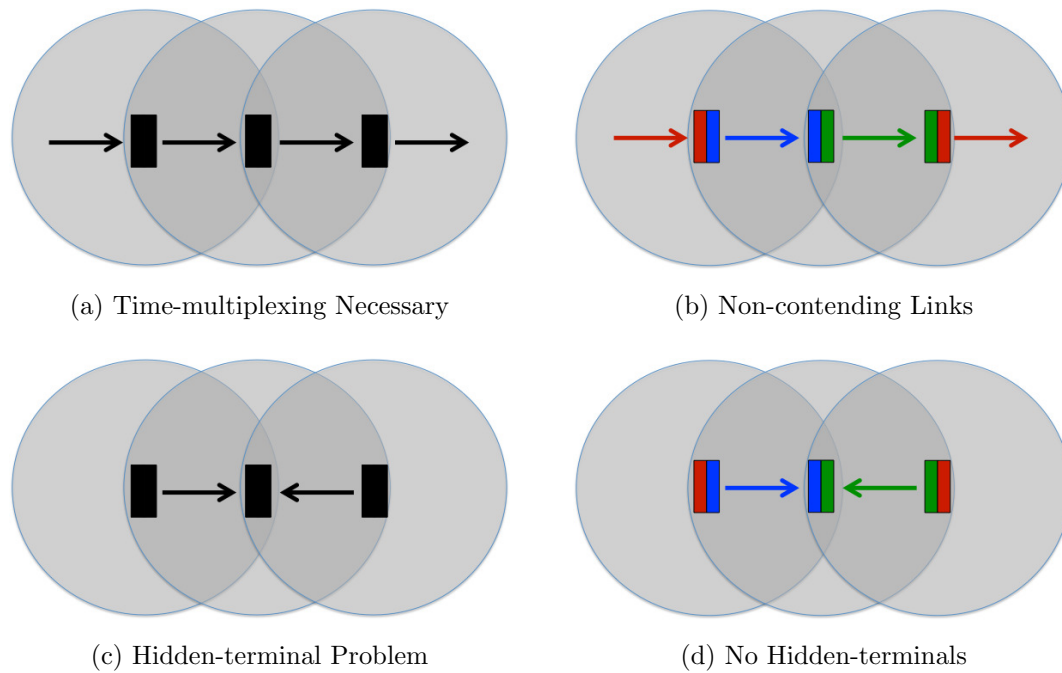 (a) Time-multiplexing Necessary
(b) Non-contending Links
(c) Hidden-terminal Problem
(d) No Hidden-terminals